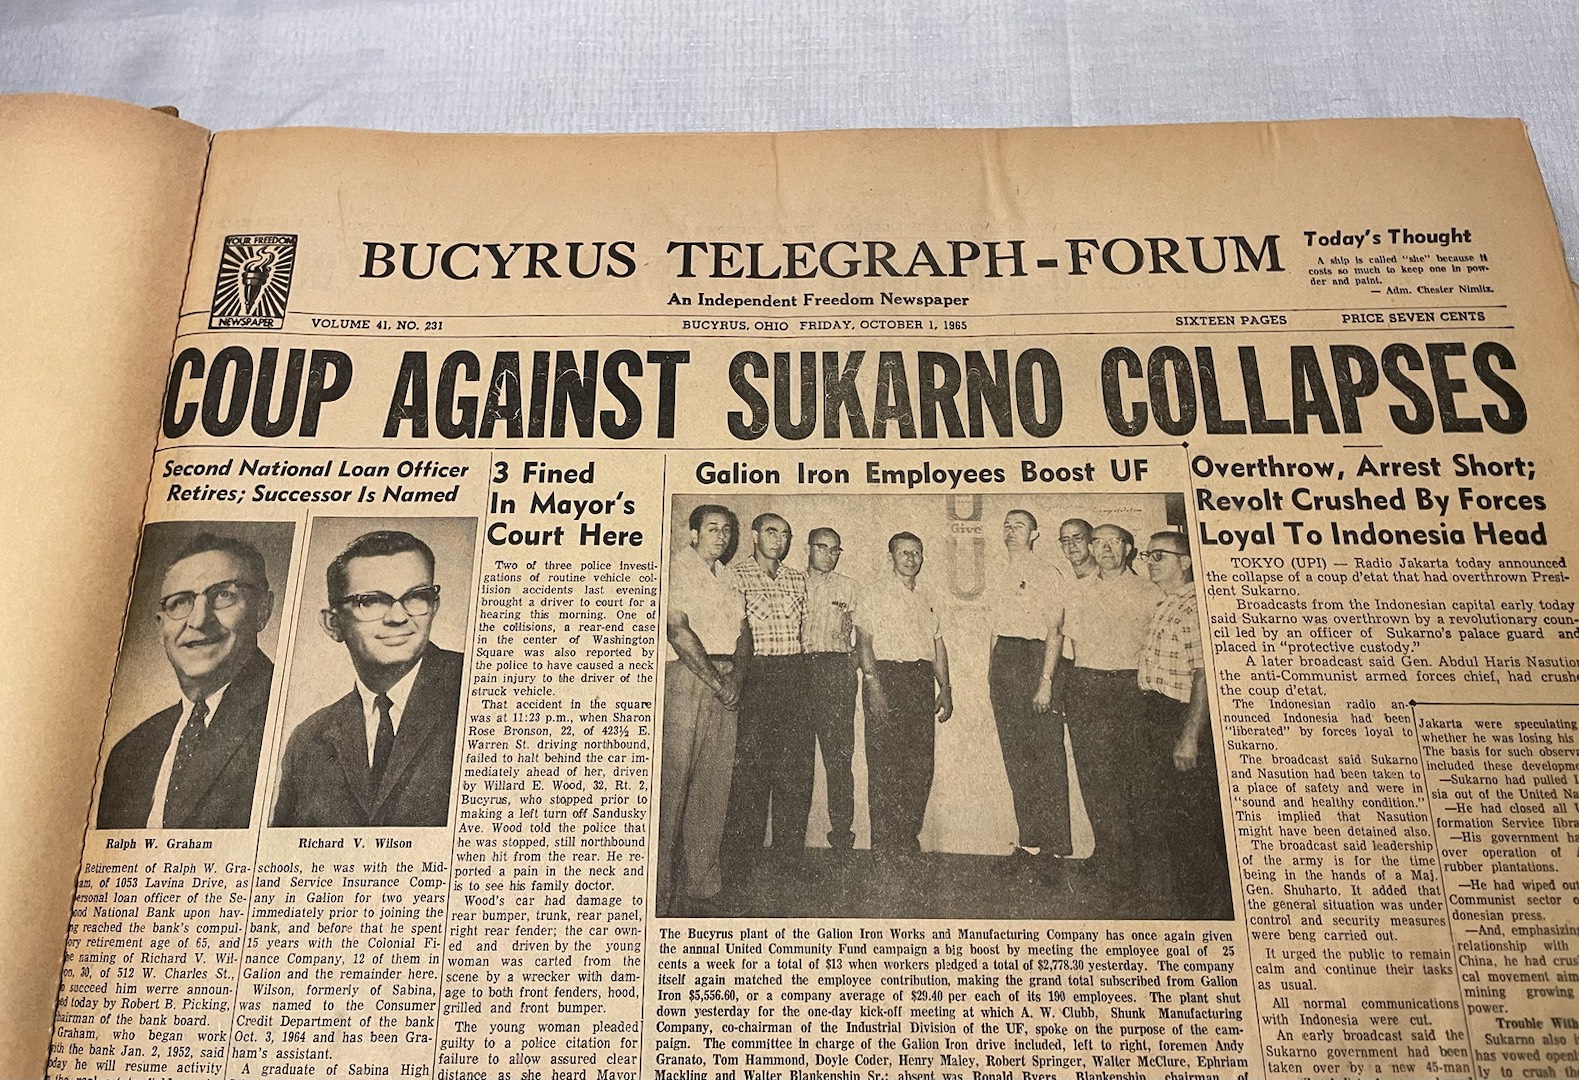 YOUR FREEDOM
NEWSPAPER
BUCYRUS TELEGRAPH-FORUM
An Independent Freedom Newspaper
Today's Thought
A ship is called "she" because it
costs so much to keep one in pow-
der and paint.
— Adm. Chester Nimitz.
VOLUME 41, NO. 231
BUCYRUS, OHIO FRIDAY, OCTOBER 1, 1965
SIXTEEN PAGES
PRICE SEVEN CENTS
COUP AGAINST SUKARNO COLLAPSES
Second National Loan Officer
Retires; Successor Is Named
Ralph W. Graham
Richard V. Wilson
Retirement of Ralph W. Gra-
of 1053 Lavina Drive, as
loan officer of the Se-
National Bank upon hav-
reached the bank's compul-
retirement age of 65, and
naming of Richard V. Wil-
30, of 512 W. Charles St.,
succeed him werre announ-
today by Robert B. Picking,
of the bank board.
Graham, who began work
the bank Jan. 2, 1952, said
he will resume activity
schools, he was with the Mid-
land Service Insurance Comp-
any in Galion for two years
immediately prior to joining the
bank, and before that he spent
15 years with the Colonial Fi-
nance Company, 12 of them in
Galion and the remainder here.
Wilson, formerly of Sabina,
was named to the Consumer
Credit Department of the bank
Oct. 3, 1964 and has been Gra-
ham's assistant.
A graduate of Sabina High
3 Fined
In Mayor's
Court Here
Two of three police investi-
gations of routine vehicle col-
lision accidents last evening
brought a driver to court for a
hearing this morning. One of
the collisions, a rear-end case
in the center of Washington
Square was also reported by
the police to have caused a neck
pain injury to the driver of the
struck vehicle.
That accident in the square
was at 11:23 p.m., when Sharon
Rose Bronson, 22, of 423½ E.
Warren St. driving northbound,
failed to halt behind the car im-
mediately ahead of her, driven
by Willard E. Wood, 32, Rt. 2,
Bucyrus, who stopped prior to
making a left turn off Sandusky
Ave. Wood told the police that
he was stopped, still northbound
when hit from the rear. He re-
ported a pain in the neck and
is to see his family doctor.
Wood's car had damage to
rear bumper, trunk, rear panel,
right rear fender; the car own-
ed and driven by the young
woman was carted from the
scene by a wrecker with dam-
age to both front fenders, hood,
grilled and front bumper.
The young woman pleaded
guilty to a police citation for
failure to allow assured clear
distance as she heard Mayor
Galion Iron Employees Boost UF
Give
The Bucyrus plant of the Galion Iron Works and Manufacturing Company has once again given
the annual United Community Fund campaign a big boost by meeting the employee goal of 25
cents a week for a total of $13 when workers pledged a total of $2,778.30 yesterday. The company
itself again matched the employee contribution, making the grand total subscribed from Galion
Iron $5,556.60, or a company average of $29.40 per each of its 190 employees. The plant shut
down yesterday for the one-day kick-off meeting at which A. W. Clubb, Shunk Manufacturing
Company, co-chairman of the Industrial Division of the UF, spoke on the purpose of the cam-
paign. The committee in charge of the Galion Iron drive included, left to right, foremen Andy
Granato, Tom Hammond, Doyle Coder, Henry Maley, Robert Springer, Walter McClure, Ephriam
Mackling and Walter Blankenship Sr.; absent was Ronald Byers. Blankenship, chairman of
Overthrow, Arrest Short;
Revolt Crushed By Forces
Loyal To Indonesia Head
TOKYO (UPI) — Radio Jakarta today announced
the collapse of a coup d'etat that had overthrown Presi-
dent Sukarno.
Broadcasts from the Indonesian capital early today
said Sukarno was overthrown by a revolutionary coun-
cil led by an officer of Sukarno's palace guard and
placed in "protective custody."
A later broadcast said Gen. Abdul Haris Nasution
the anti-Communist armed forces chief, had crushe
the coup d'etat.
The Indonesian radio an-
nounced Indonesia had been
"liberated" by forces loyal to
Sukarno.
The broadcast said Sukarno
and Nasution had been taken to
a place of safety and were in
"sound and healthy condition."
This implied that Nasution
might have been detained also.
The broadcast said leadership
of the army is for the time
being in the hands of a Maj.
Gen. Shuharto. It added that
the general situation was under
control and security measures
were beng carried out.
It urged the public to remain
calm and continue their tasks
as usual.
All normal communications
with Indonesia were cut.
An early broadcast said the
Sukarno government had been
taken over by a new 45-man
Jakarta were speculating
whether he was losing his
The basis for such observa
included these developme
—Sukarno had pulled I
sia out of the United Na
—He had closed all
formation Service libra
—His government ha
over operation of
rubber plantations.
—He had wiped out
Communist sector o
donesian press.
—And, emphasizing
relationship with
China, he had crus
cal movement aim
mining growing
power.
Trouble With
Sukarno also i
has vowed openl
ly to crush the